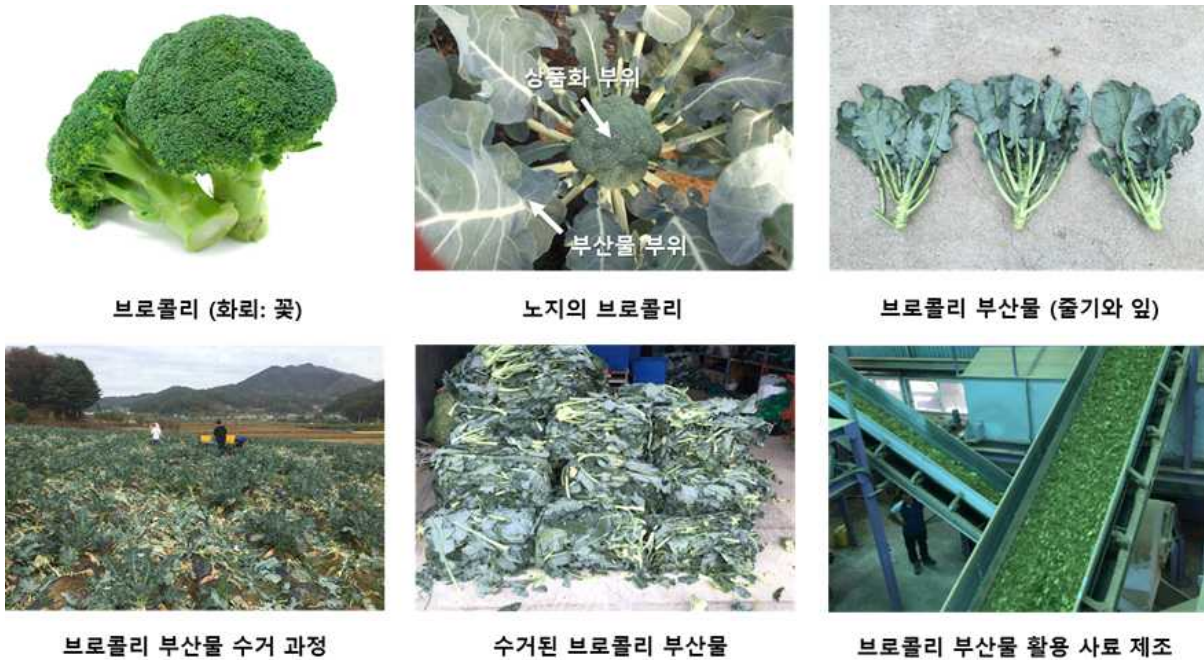 상품화 부위
부산물 부위
브로콜리 (화뢰: 꽃)
노지의 브로콜리
브로콜리 부산물 (줄기와 잎)
브로콜리 부산물 수거 과정
수거된 브로콜리 부산물
브로콜리 부산물 활용 사료 제조